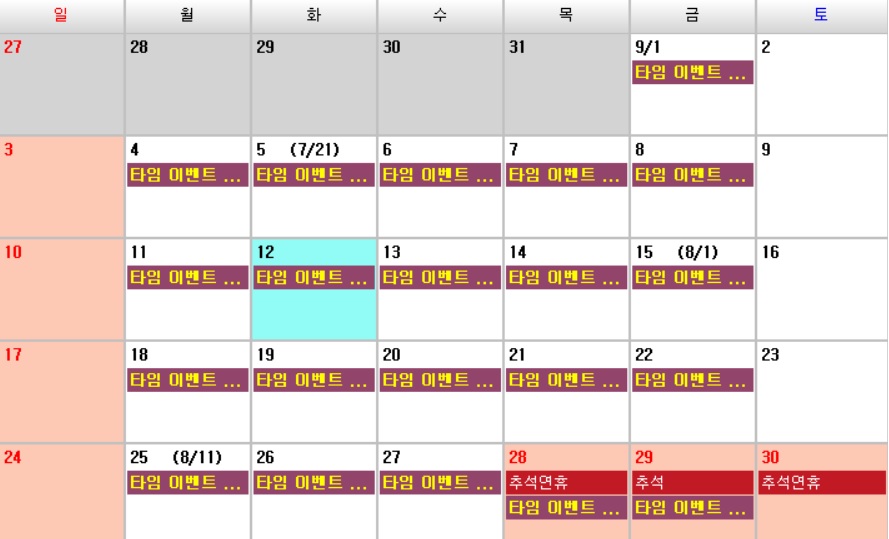 일 월 화 수 목 금 토
27 28 29 30 31 9/1 2
타임 이벤트 ...
3 4 5 (7/21) 6 7 8 9
타임 이벤트 ... 타임 이벤트 ... 타임 이벤트 ... 타임 이벤트 ... 타임 이벤트 ...
10 11 12 13 14 15 (8/1) 16
타임 이벤트 ... 타임 이벤트 ... 타임 이벤트 ... 타임 이벤트 ... 타임 이벤트 ...
17 18 19 20 21 22 23
타임 이벤트 ... 타임 이벤트 ... 타임 이벤트 ... 타임 이벤트 ... 타임 이벤트 ...
24 25 (8/11) 26 27 28 29 30
타임 이벤트 ... 타임 이벤트 ... 타임 이벤트 ... 추석연휴 추석 추석연휴
타임 이벤트 ... 타임 이벤트 ...